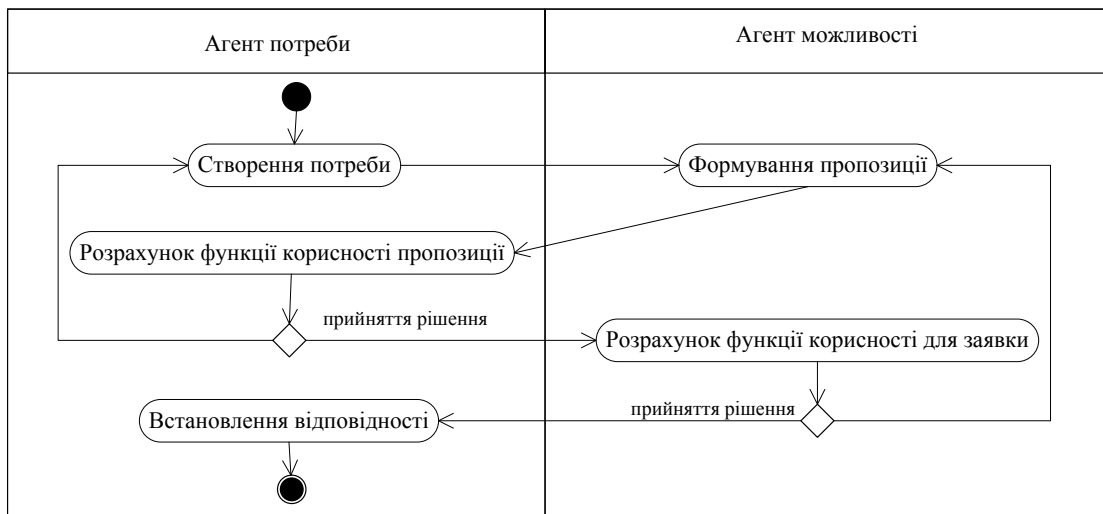 Агент потреби
Агент можливості
Створення потреби
Формування пропозиції
Розрахунок функції корисності пропозиції
прийняття рішення
Розрахунок функції корисності для заявки
прийняття рішення
Встановлення відповідності